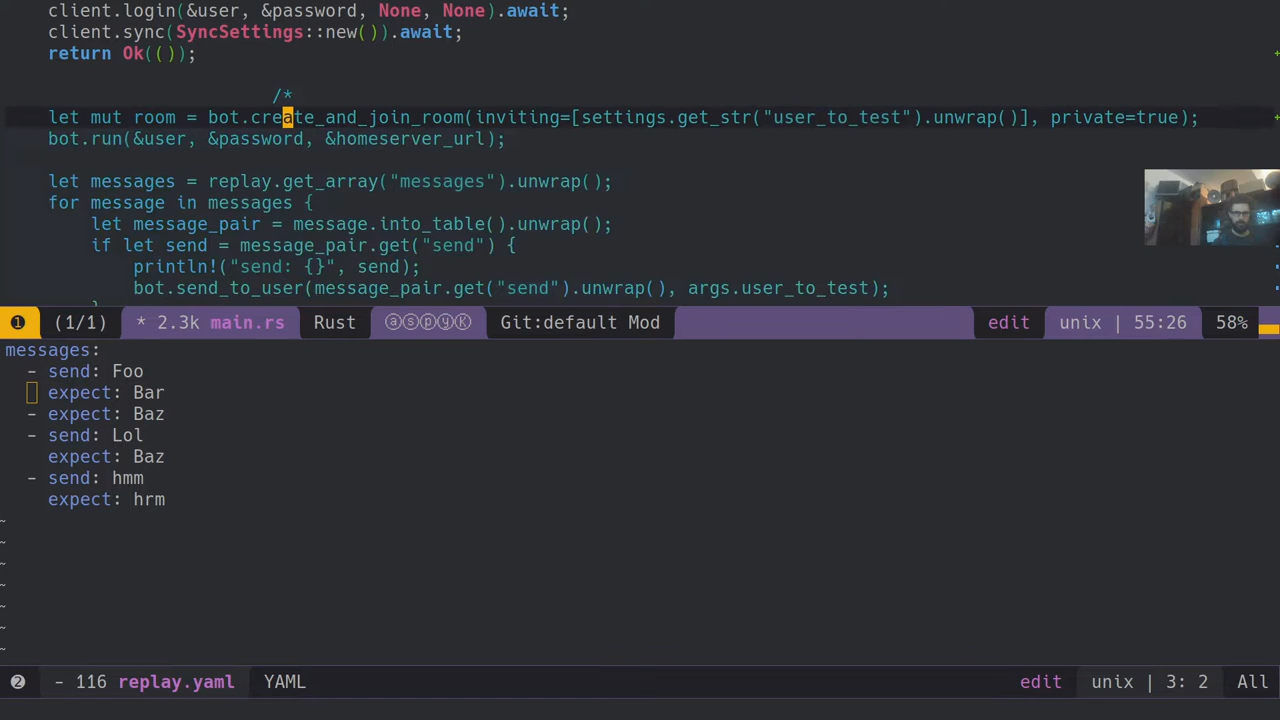 client.login(&user, &password, None, None).await;
client.sync(SyncSettings::new()).await;
return Ok(());
/*
let mut room = bot.create_and_join_room(inviting=[settings.get_str("user_to_test").unwrap()], private=true);
bot.run(&user, &password, &homeserver_url);
let messages = replay.get_array("messages").unwrap();
for message in messages {
let message_pair = message.into_table().unwrap();
if let send = message_pair.get("send") {
println!("send: {}", send);
bot.send_to_user(message_pair.get("send").unwrap(), args.user_to_test);
}
❶ (1/1) * 2.3k main.rs Rust ⓐⓢⓟⓨⓀ Git:default Mod edit unix | 55:26 58%
messages:
- send: Foo
expect: Bar
- expect: Baz
- send: Lol
expect: Baz
- send: hmm
expect: hrm
~
~
~
~
~
~
~
❷ - 116 replay.yaml YAML edit unix | 3: 2 All